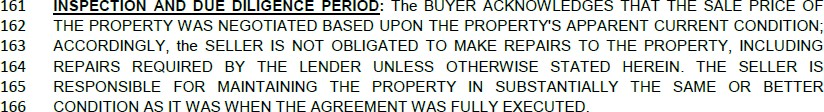 161 INSPECTION AND DUE DILIGENCE PERIOD: The BUYER ACKNOWLEDGES THAT THE SALE PRICE OF
162 THE PROPERTY WAS NEGOTIATED BASED UPON THE PROPERTY'S APPARENT CURRENT CONDITION;
163 ACCORDINGLY, the SELLER IS NOT OBLIGATED TO MAKE REPAIRS TO THE PROPERTY, INCLUDING
164 REPAIRS REQUIRED BY THE LENDER UNLESS OTHERWISE STATED HEREIN. THE SELLER IS
165 RESPONSIBLE FOR MAINTAINING THE PROPERTY IN SUBSTANTIALLY THE SAME OR BETTER
166 CONDITION AS IT WAS WHEN THE AGREEMENT WAS FULLY EXECUTED.